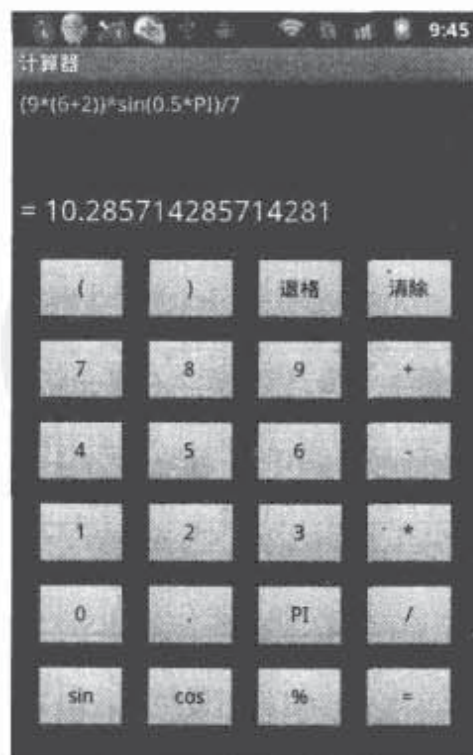 9:45
计算器
(9*(6+2))*sin(0.5*PI)/7
= 10.285714285714281
( ) 退格 清除
7 8 9 +
4 5 6 -
1 2 3 *
0 . PI /
sin cos % =